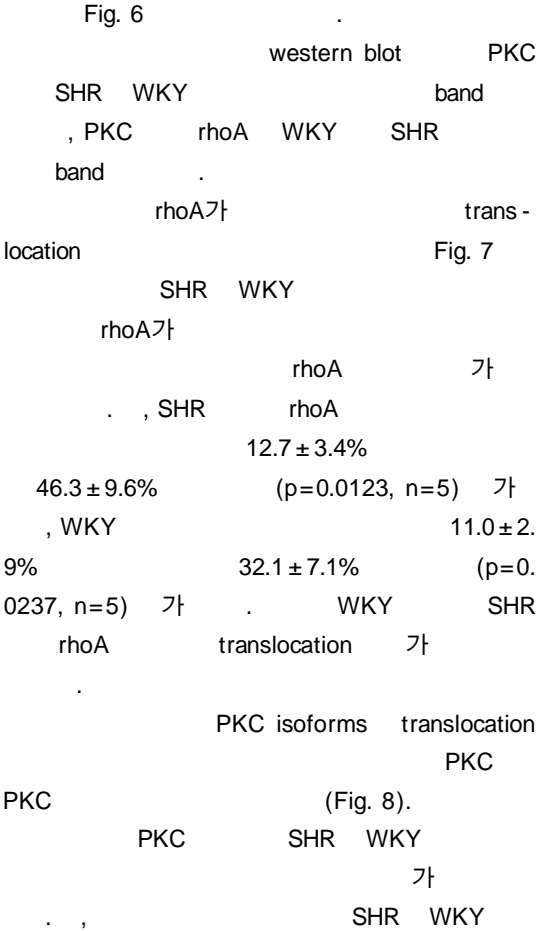 Fig. 6 .
western blot PKC
SHR WKY band
, PKC rhoA WKY SHR
band .
rhoA가 trans-
location Fig. 7
SHR WKY
rhoA가
rhoA 가
. , SHR rhoA
12.7±3.4%
46.3±9.6% (p=0.0123, n=5) 가
, WKY 11.0±2.
9% 32.1±7.1% (p=0.
0237, n=5) 가 . WKY SHR
rhoA translocation 가
.
PKC isoforms translocation
PKC
PKC (Fig. 8).
PKC SHR WKY
가
. , SHR WKY